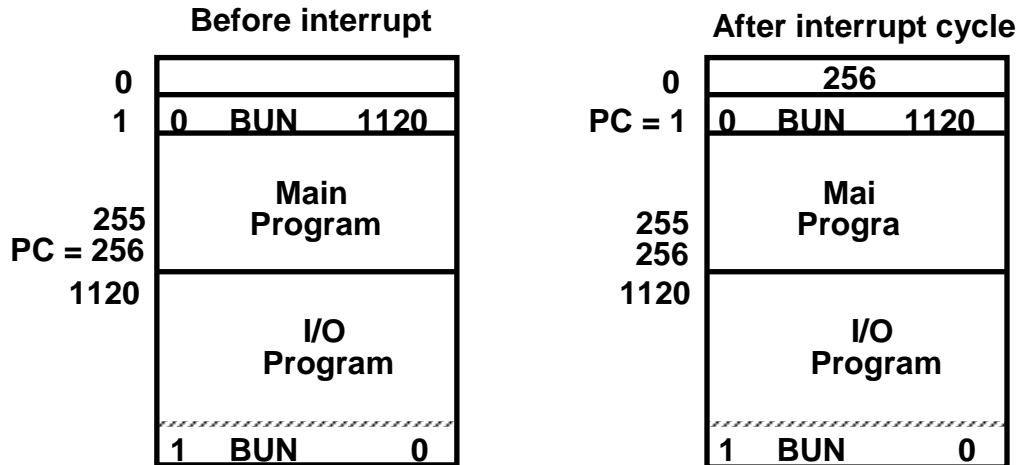 Before interrupt
0
1
0 BUN 1120
Main
Program
255
PC = 256
1120
I/O
Program
1 BUN 0
After interrupt cycle
0
256
PC = 1
0 BUN 1120
Mai
Progra
255
256
1120
I/O
Program
1 BUN 0